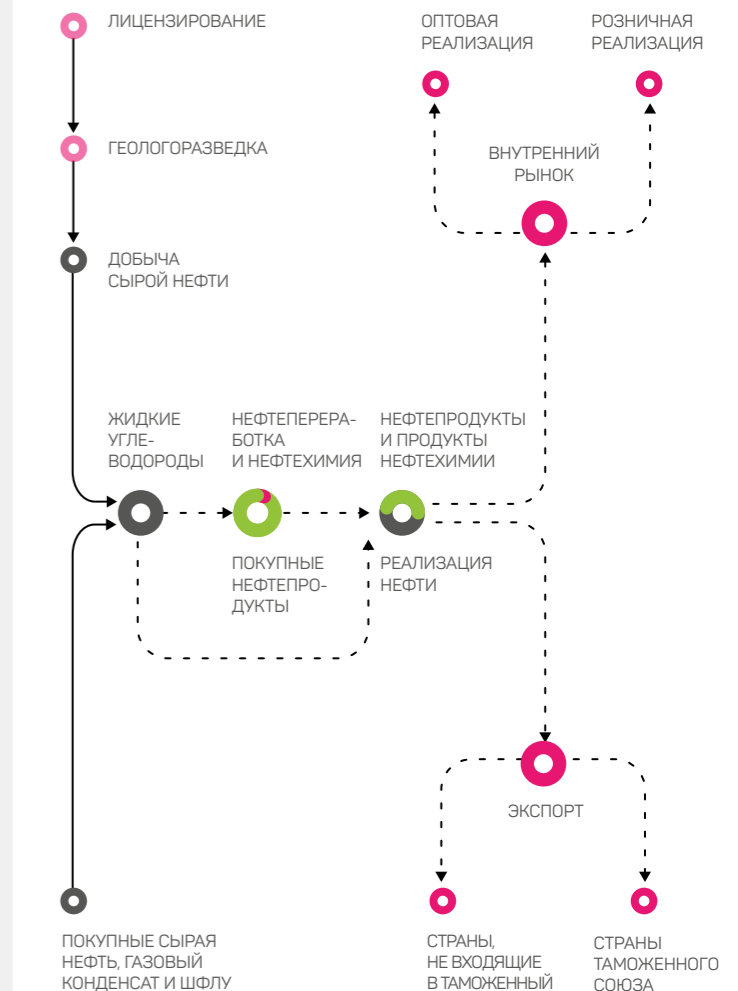 ЛИЦЕНЗИРОВАНИЕ
ОПТОВАЯ
РЕАЛИЗАЦИЯ
РОЗНИЧНАЯ
РЕАЛИЗАЦИЯ
ГЕОЛОГОРАЗВЕДКА
ВНУТРЕННИЙ
РЫНОК
ДОБЫЧА
СЫРОЙ НЕФТИ
ЖИДКИЕ
УГЛЕ-
ВОДОРОДЫ
НЕФТЕПЕРЕРА-
БОТКА
И НЕФТЕХИМИЯ
НЕФТЕПРОДУКТЫ
И ПРОДУКТЫ
НЕФТЕХИМИИ
ПОКУПНЫЕ
НЕФТЕПРО-
ДУКТЫ
РЕАЛИЗАЦИЯ
НЕФТИ
ЭКСПОРТ
ПОКУПНЫЕ СЫРАЯ
НЕФТЬ, ГАЗОВЫЙ
КОНДЕНСАТ И ШФЛУ
СТРАНЫ,
НЕ ВХОДЯЩИЕ
В ТАМОЖЕННЫЙ
СТРАНЫ
ТАМОЖЕННОГО
СОЮЗА